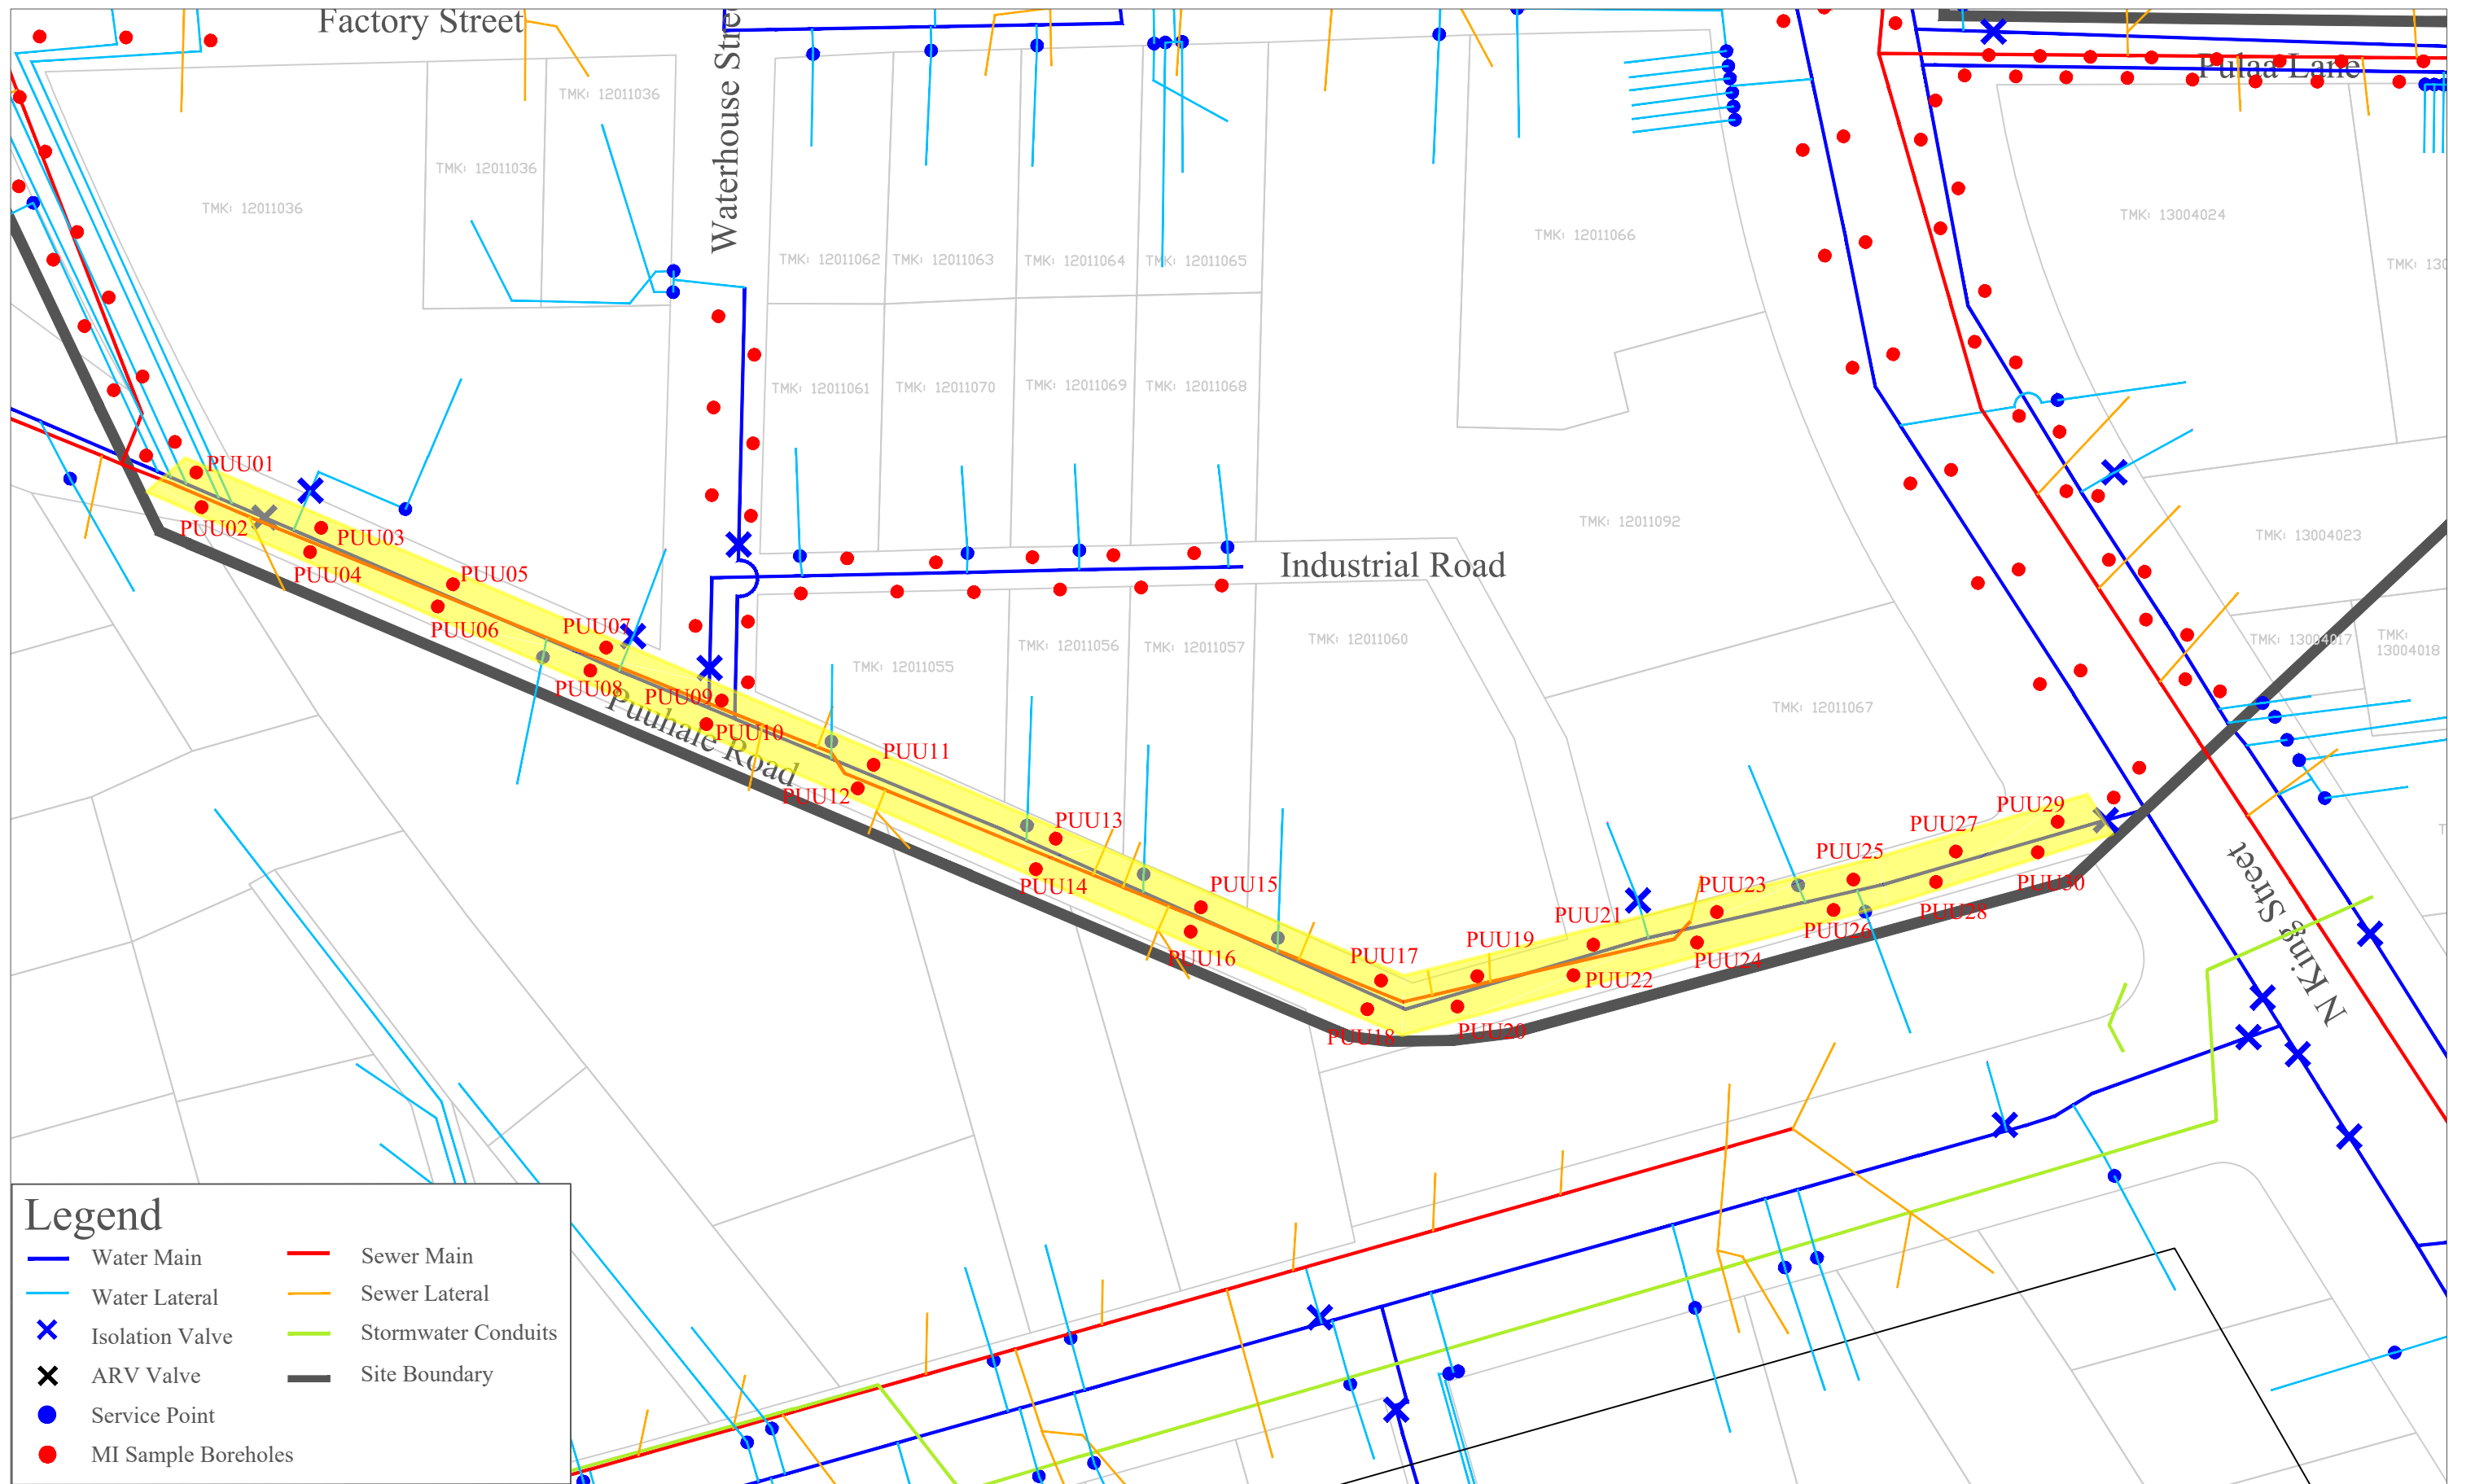 Factory Street
Waterhouse Stre
Pulaa Lane
TMK: 12011036
TMK: 12011036
TMK: 12011036
TMK: 13004024
TMK: 12011066
TMK: 12011062
TMK: 12011063
TMK: 12011064
TMK: 12011065
TMK: 130
TMK: 12011061
TMK: 12011070
TMK: 12011069
TMK: 12011068
PUU01
PUU02
PUU03
TMK: 12011092
TMK: 13004023
Industrial Road
PUU04
PUU05
PUU06
PUU07
TMK: 12011056
TMK: 12011057
TMK: 12011060
TMK: 13004017
TMK:
13004018
TMK: 12011055
PUU08
PUU09
TMK: 12011067
PUU10
Puuhale Road
PUU11
PUU12
PUU13
PUU29
PUU27
PUU25
PUU14
PUU15
PUU23
PUU30
PUU21
PUU28
PUU26
N King Street
PUU16
PUU17
PUU19
PUU24
PUU22
PUU18
PUU20
Legend
Water Main
Sewer Main
Water Lateral
Sewer Lateral
Isolation Valve
Stormwater Conduits
ARV Valve
Site Boundary
Service Point
MI Sample Boreholes